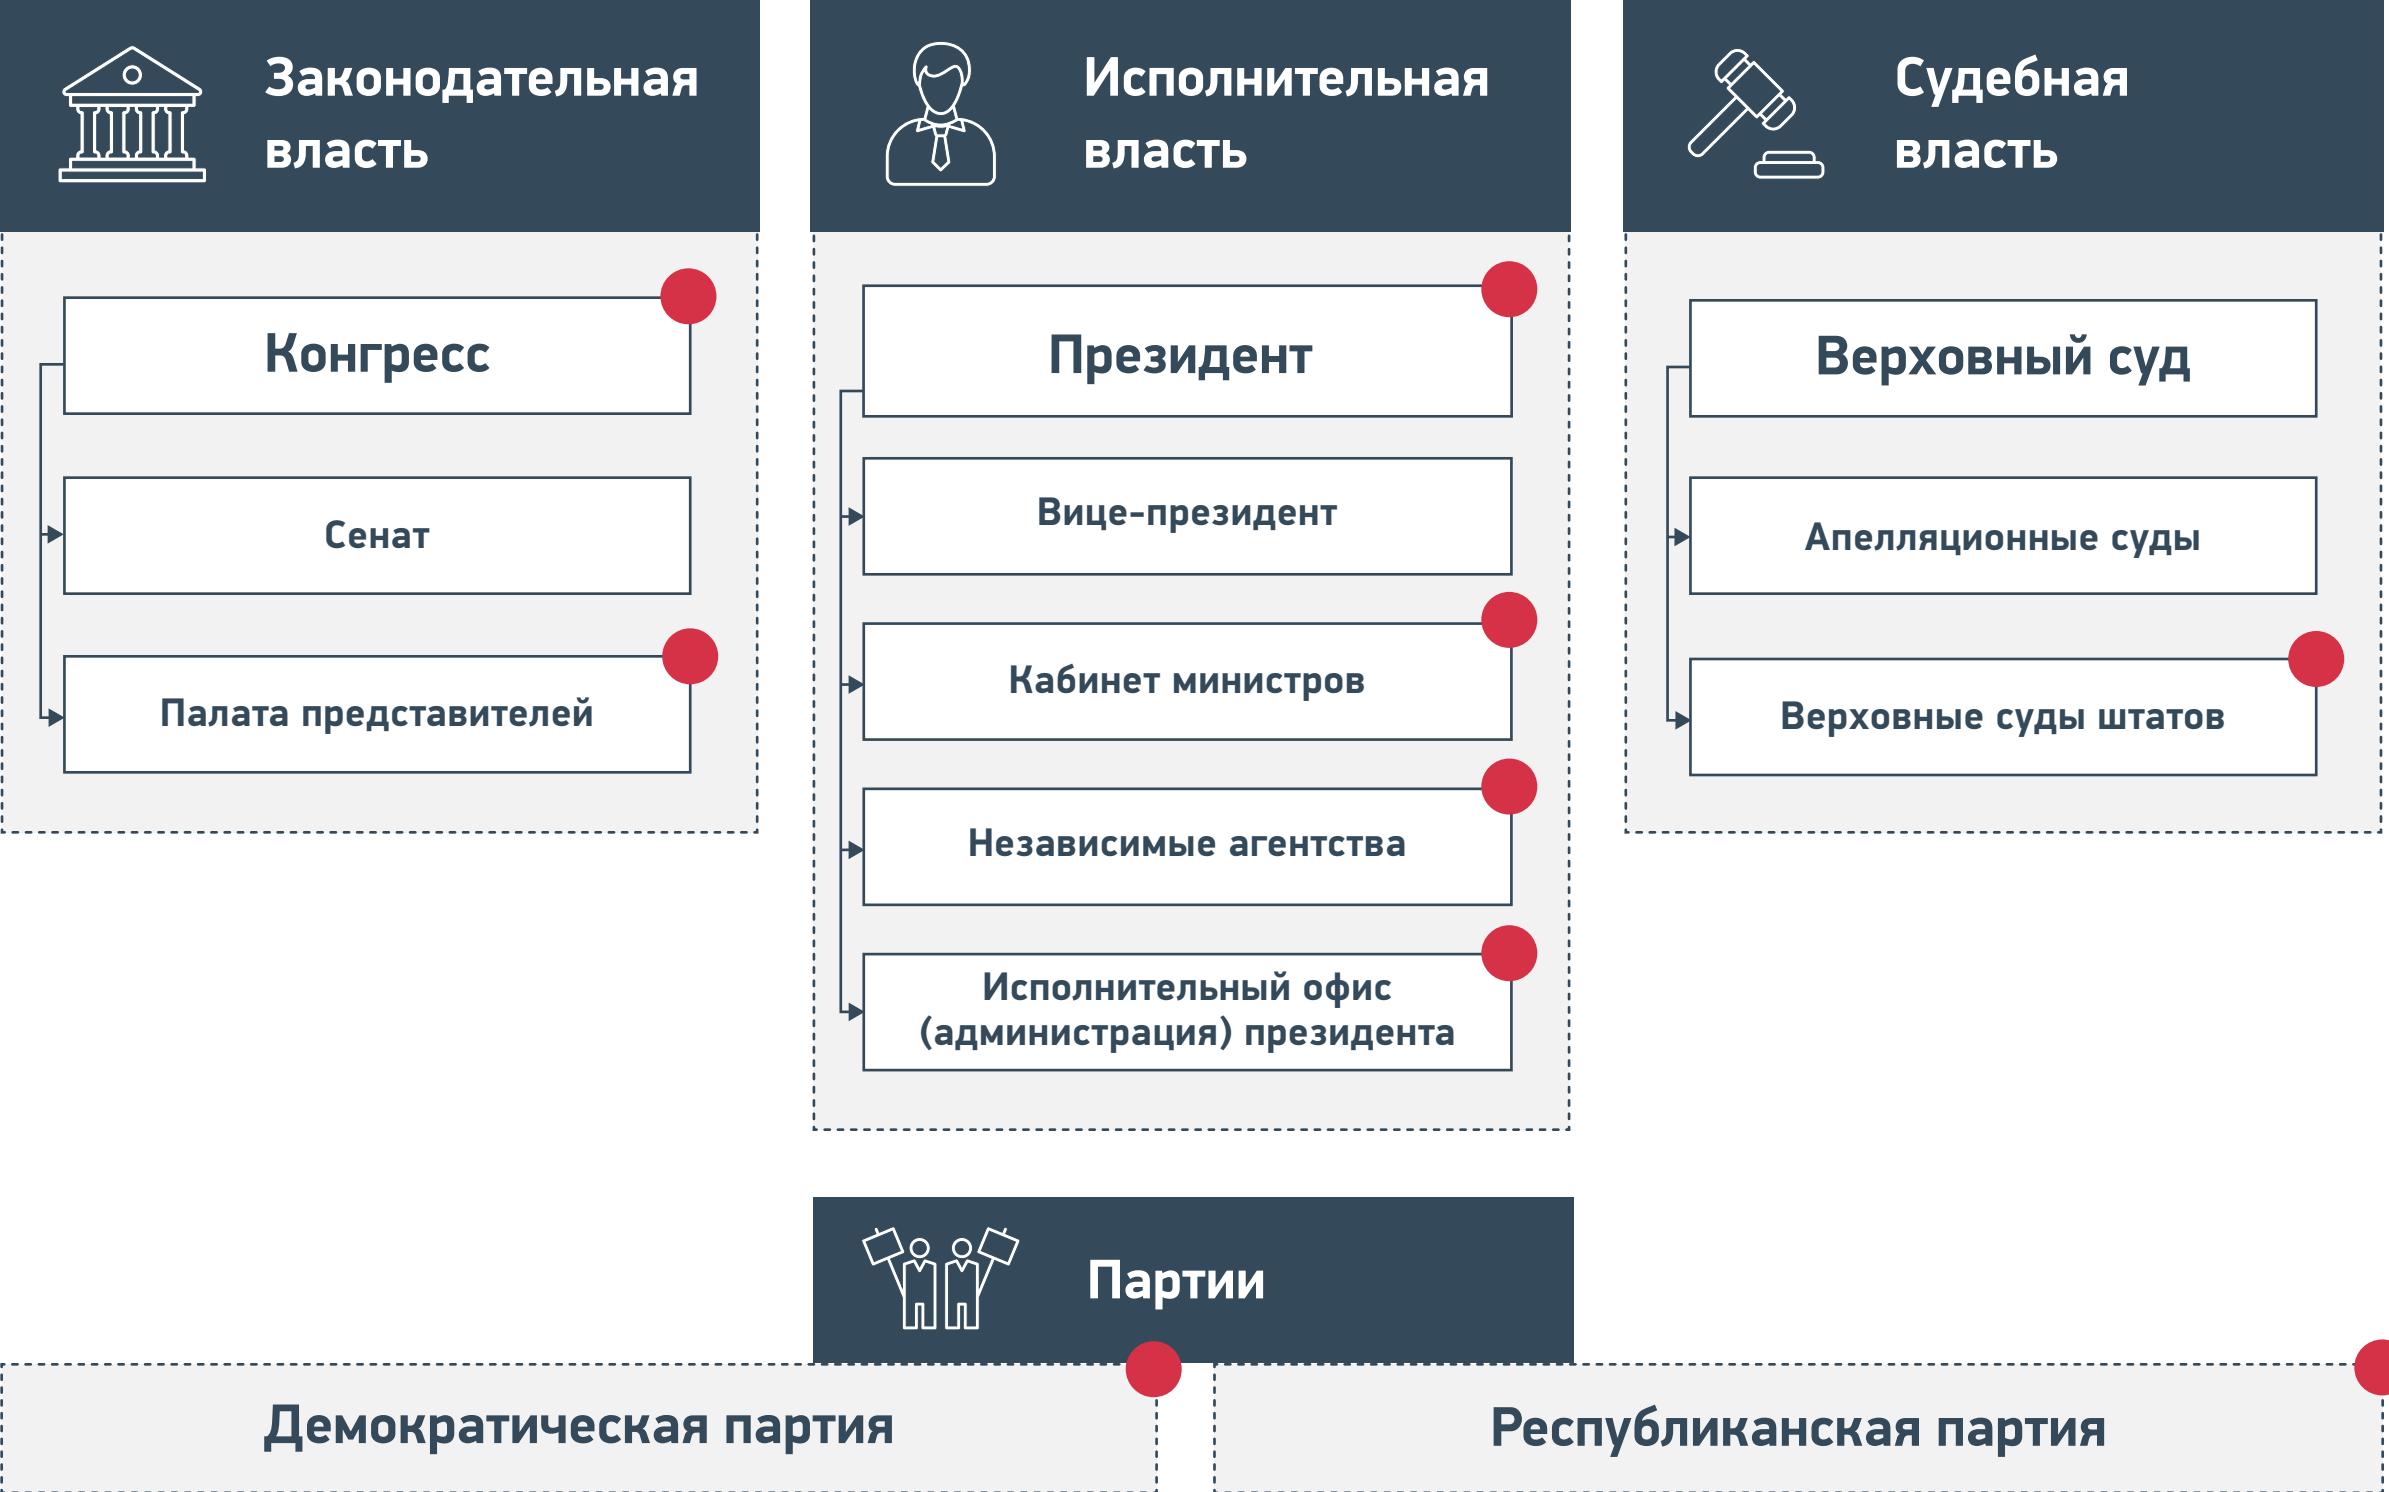 Законодательная
власть
Конгресс
Сенат
Палата представителей
Исполнительная
власть
Президент
Вице-президент
Кабинет министров
Независимые агентства
Исполнительный офис
(администрация) президента
Судебная
власть
Верховный суд
Апелляционные суды
Верховные суды штатов
Партии
Демократическая партия
Республиканская партия